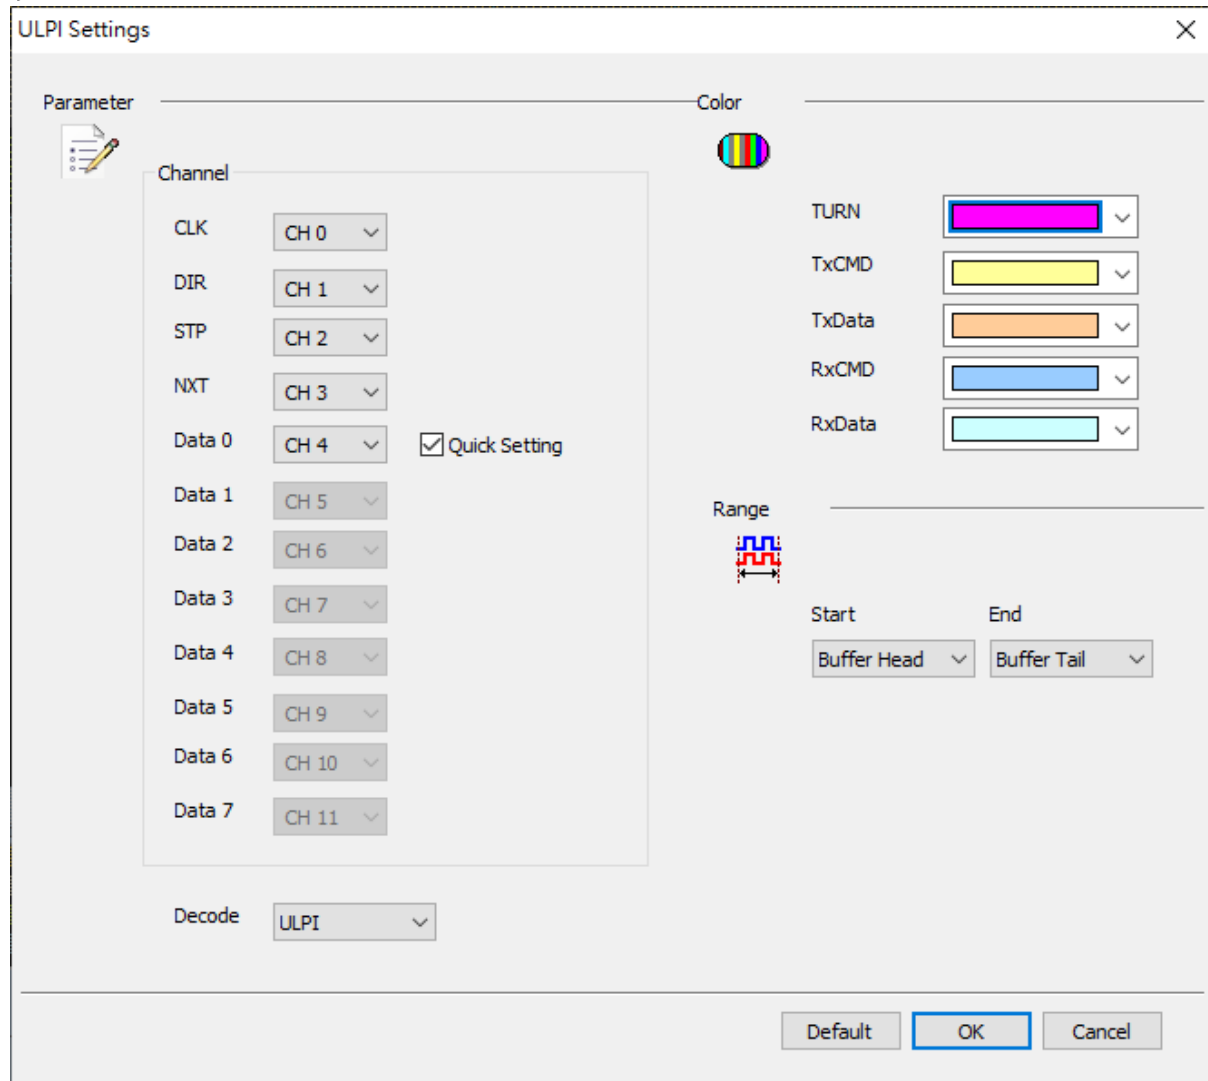 ULPI Settings
Parameter
Channel
CLK CH 0
DIR CH 1
STP CH 2
NXT CH 3
Data 0 CH 4 Quick Setting
Data 1 CH 5
Data 2 CH 6
Data 3 CH 7
Data 4 CH 8
Data 5 CH 9
Data 6 CH 10
Data 7 CH 11
Decode ULPI
Color
TURN
TxCMD
TxData
RxCMD
RxData
Range
Start End
Buffer Head Buffer Tail
Default OK Cancel